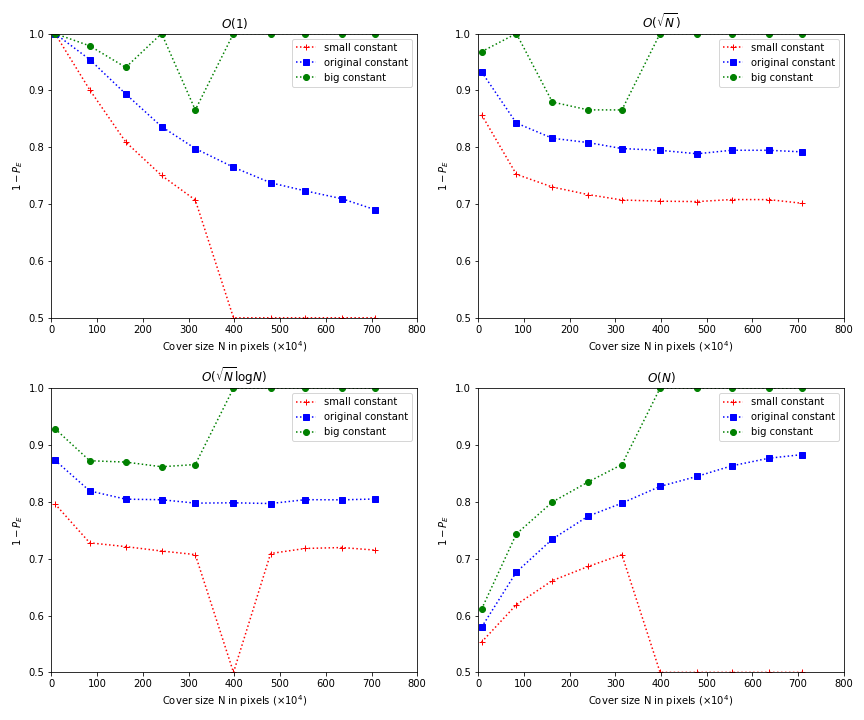 O(1)
1.0
0.9
0.8
0.7
0.6
0.5
1 − P_E
small constant
original constant
big constant
0 100 200 300 400 500 600 700 800
Cover size N in pixels (×10⁴)
O(√N)
1.0
0.9
0.8
0.7
0.6
0.5
1 − P_E
small constant
original constant
big constant
0 100 200 300 400 500 600 700 800
Cover size N in pixels (×10⁴)
O(√NlogN)
1.0
0.9
0.8
0.7
0.6
0.5
1 − P_E
small constant
original constant
big constant
0 100 200 300 400 500 600 700 800
Cover size N in pixels (×10⁴)
O(N)
1.0
0.9
0.8
0.7
0.6
0.5
1 − P_E
small constant
original constant
big constant
0 100 200 300 400 500 600 700 800
Cover size N in pixels (×10⁴)